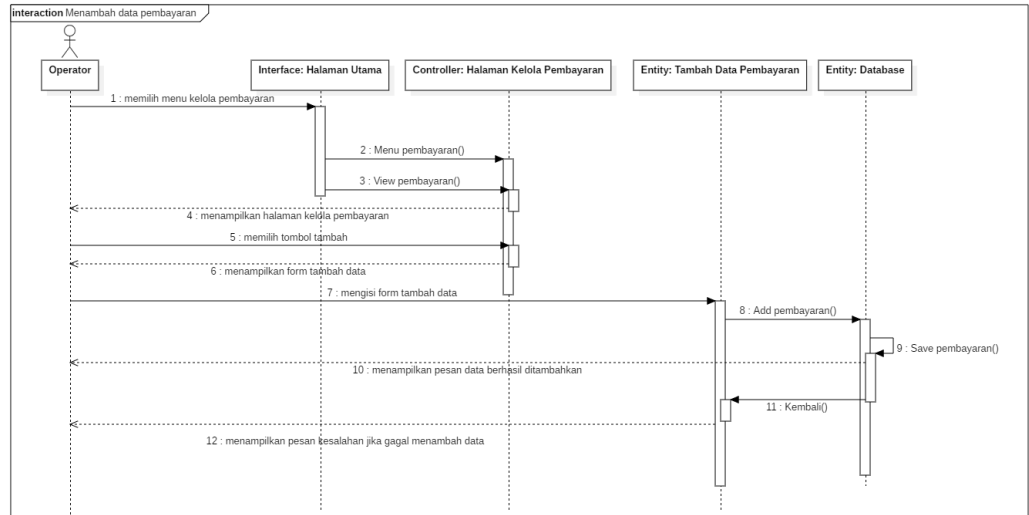 interaction Menambah data pembayaran
Operator
Interface: Halaman Utama
Controller: Halaman Kelola Pembayaran
Entity: Tambah Data Pembayaran
Entity: Database
1 : memilih menu kelola pembayaran
2 : Menu pembayaran()
3 : View pembayaran()
4 : menampilkan halaman kelola pembayaran
5 : memilih tombol tambah
6 : menampilkan form tambah data
7 : mengisi form tambah data
8 : Add pembayaran()
9 : Save pembayaran()
10 : menampilkan pesan data berhasil ditambahkan
11 : Kembali()
12 : menampilkan pesan kesalahan jika gagal menambah data